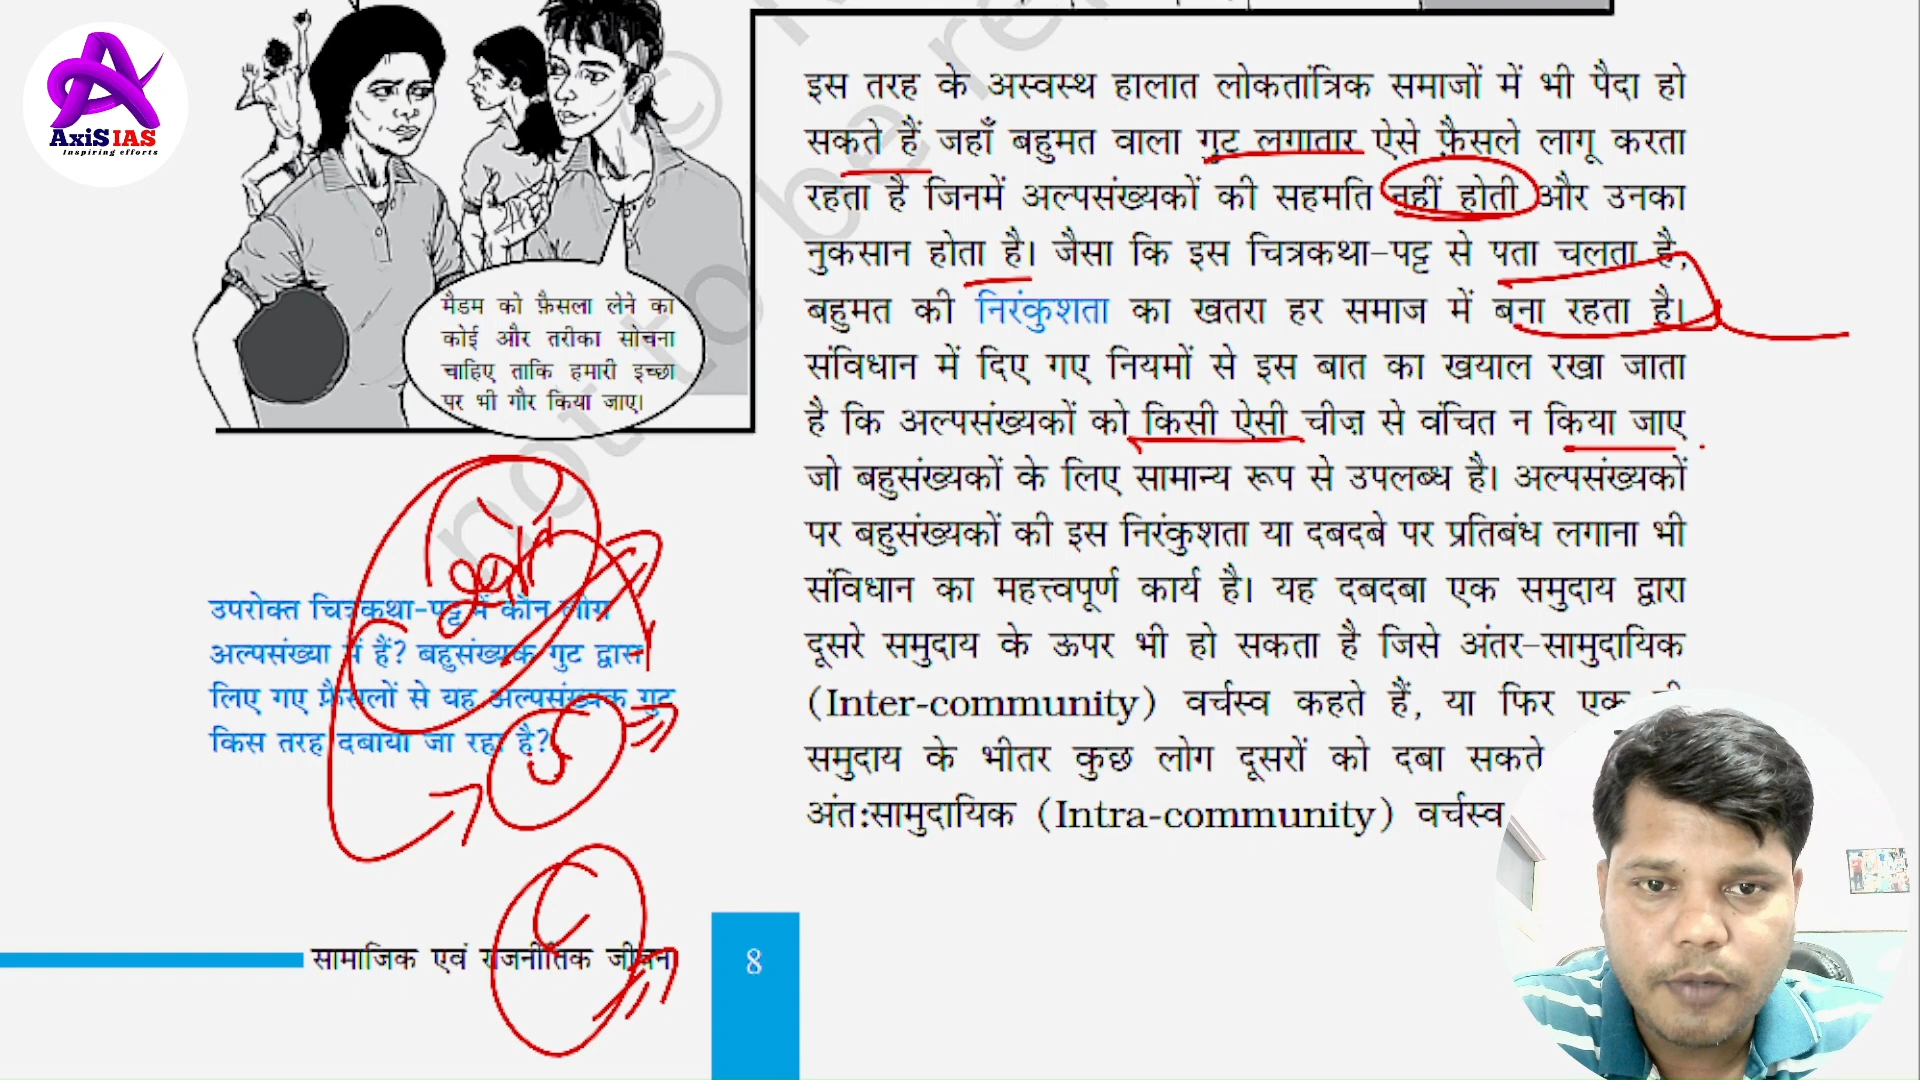 AxiS IAS
Inspiring efforts
मैडम को फ़ैसला लेने का
कोई और तरीका सोचना
चाहिए ताकि हमारी इच्छा
पर भी गौर किया जाए।
इस तरह के अस्वस्थ हालात लोकतांत्रिक समाजों में भी पैदा हो
सकते हैं जहाँ बहुमत वाला गुट लगातार ऐसे फ़ैसले लागू करता
रहता है जिनमें अल्पसंख्यकों की सहमति नहीं होती और उनका
नुकसान होता है। जैसा कि इस चित्रकथा-पट्ट से पता चलता है,
बहुमत की निरंकुशता का खतरा हर समाज में बना रहता है।
संविधान में दिए गए नियमों से इस बात का खयाल रखा जाता
है कि अल्पसंख्यकों को किसी ऐसी चीज़ से वंचित न किया जाए
जो बहुसंख्यकों के लिए सामान्य रूप से उपलब्ध है। अल्पसंख्यकों
पर बहुसंख्यकों की इस निरंकुशता या दबदबे पर प्रतिबंध लगाना भी
संविधान का महत्त्वपूर्ण कार्य है। यह दबदबा एक समुदाय द्वारा
दूसरे समुदाय के ऊपर भी हो सकता है जिसे अंतर-सामुदायिक
(Inter-community) वर्चस्व कहते हैं, या फिर एक
समुदाय के भीतर कुछ लोग दूसरों को दबा सकते
अंत:सामुदायिक (Intra-community) वर्चस्व
उपरोक्त चित्रकथा-पट्ट में कौन लोग
अल्पसंख्या में हैं? बहुसंख्यक गुट द्वारा
लिए गए फ़ैसलों से यह अल्पसंख्यक गुट
किस तरह दबाया जा रहा है?
सामाजिक एवं राजनीतिक जीवन
8
not to be re
©